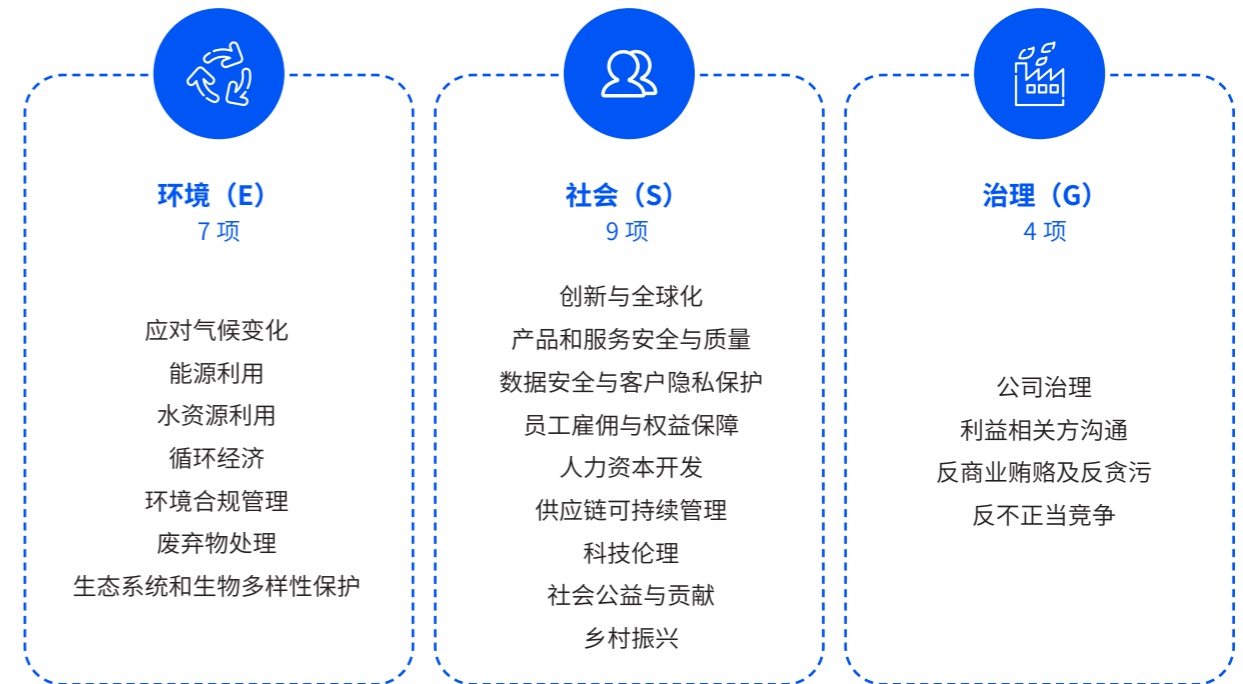 环境（E）
7 项
应对气候变化
能源利用
水资源利用
循环经济
环境合规管理
废弃物处理
生态系统和生物多样性保护
社会（S）
9 项
创新与全球化
产品和服务安全与质量
数据安全与客户隐私保护
员工雇佣与权益保障
人力资本开发
供应链可持续管理
科技伦理
社会公益与贡献
乡村振兴
治理（G）
4 项
公司治理
利益相关方沟通
反商业贿赂及反贪污
反不正当竞争